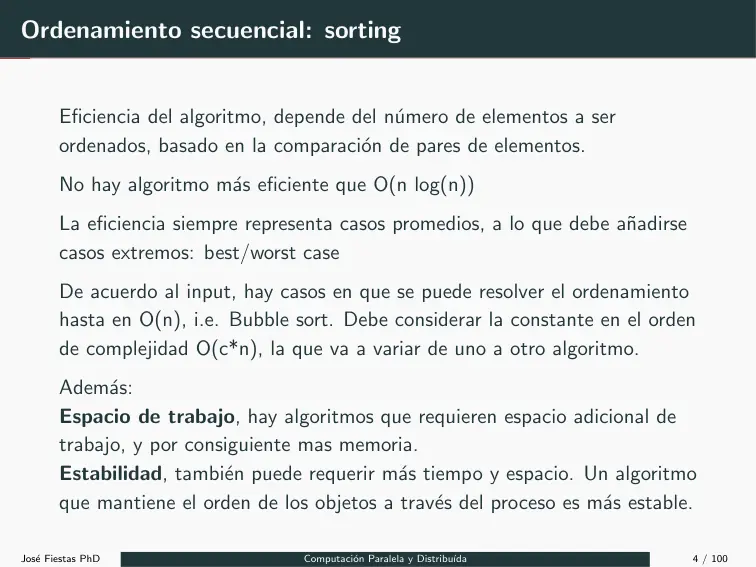 Ordenamiento secuencial: sorting
Eficiencia del algoritmo, depende del número de elementos a ser
ordenados, basado en la comparación de pares de elementos.
No hay algoritmo más eficiente que O(n log(n))
La eficiencia siempre representa casos promedios, a lo que debe añadirse
casos extremos: best/worst case
De acuerdo al input, hay casos en que se puede resolver el ordenamiento
hasta en O(n), i.e. Bubble sort. Debe considerar la constante en el orden
de complejidad O(c*n), la que va a variar de uno a otro algoritmo.
Además:
Espacio de trabajo, hay algoritmos que requieren espacio adicional de
trabajo, y por consiguiente mas memoria.
Estabilidad, también puede requerir más tiempo y espacio. Un algoritmo
que mantiene el orden de los objetos a través del proceso es más estable.
José Fiestas PhD
Computación Paralela y Distribuída
4 / 100